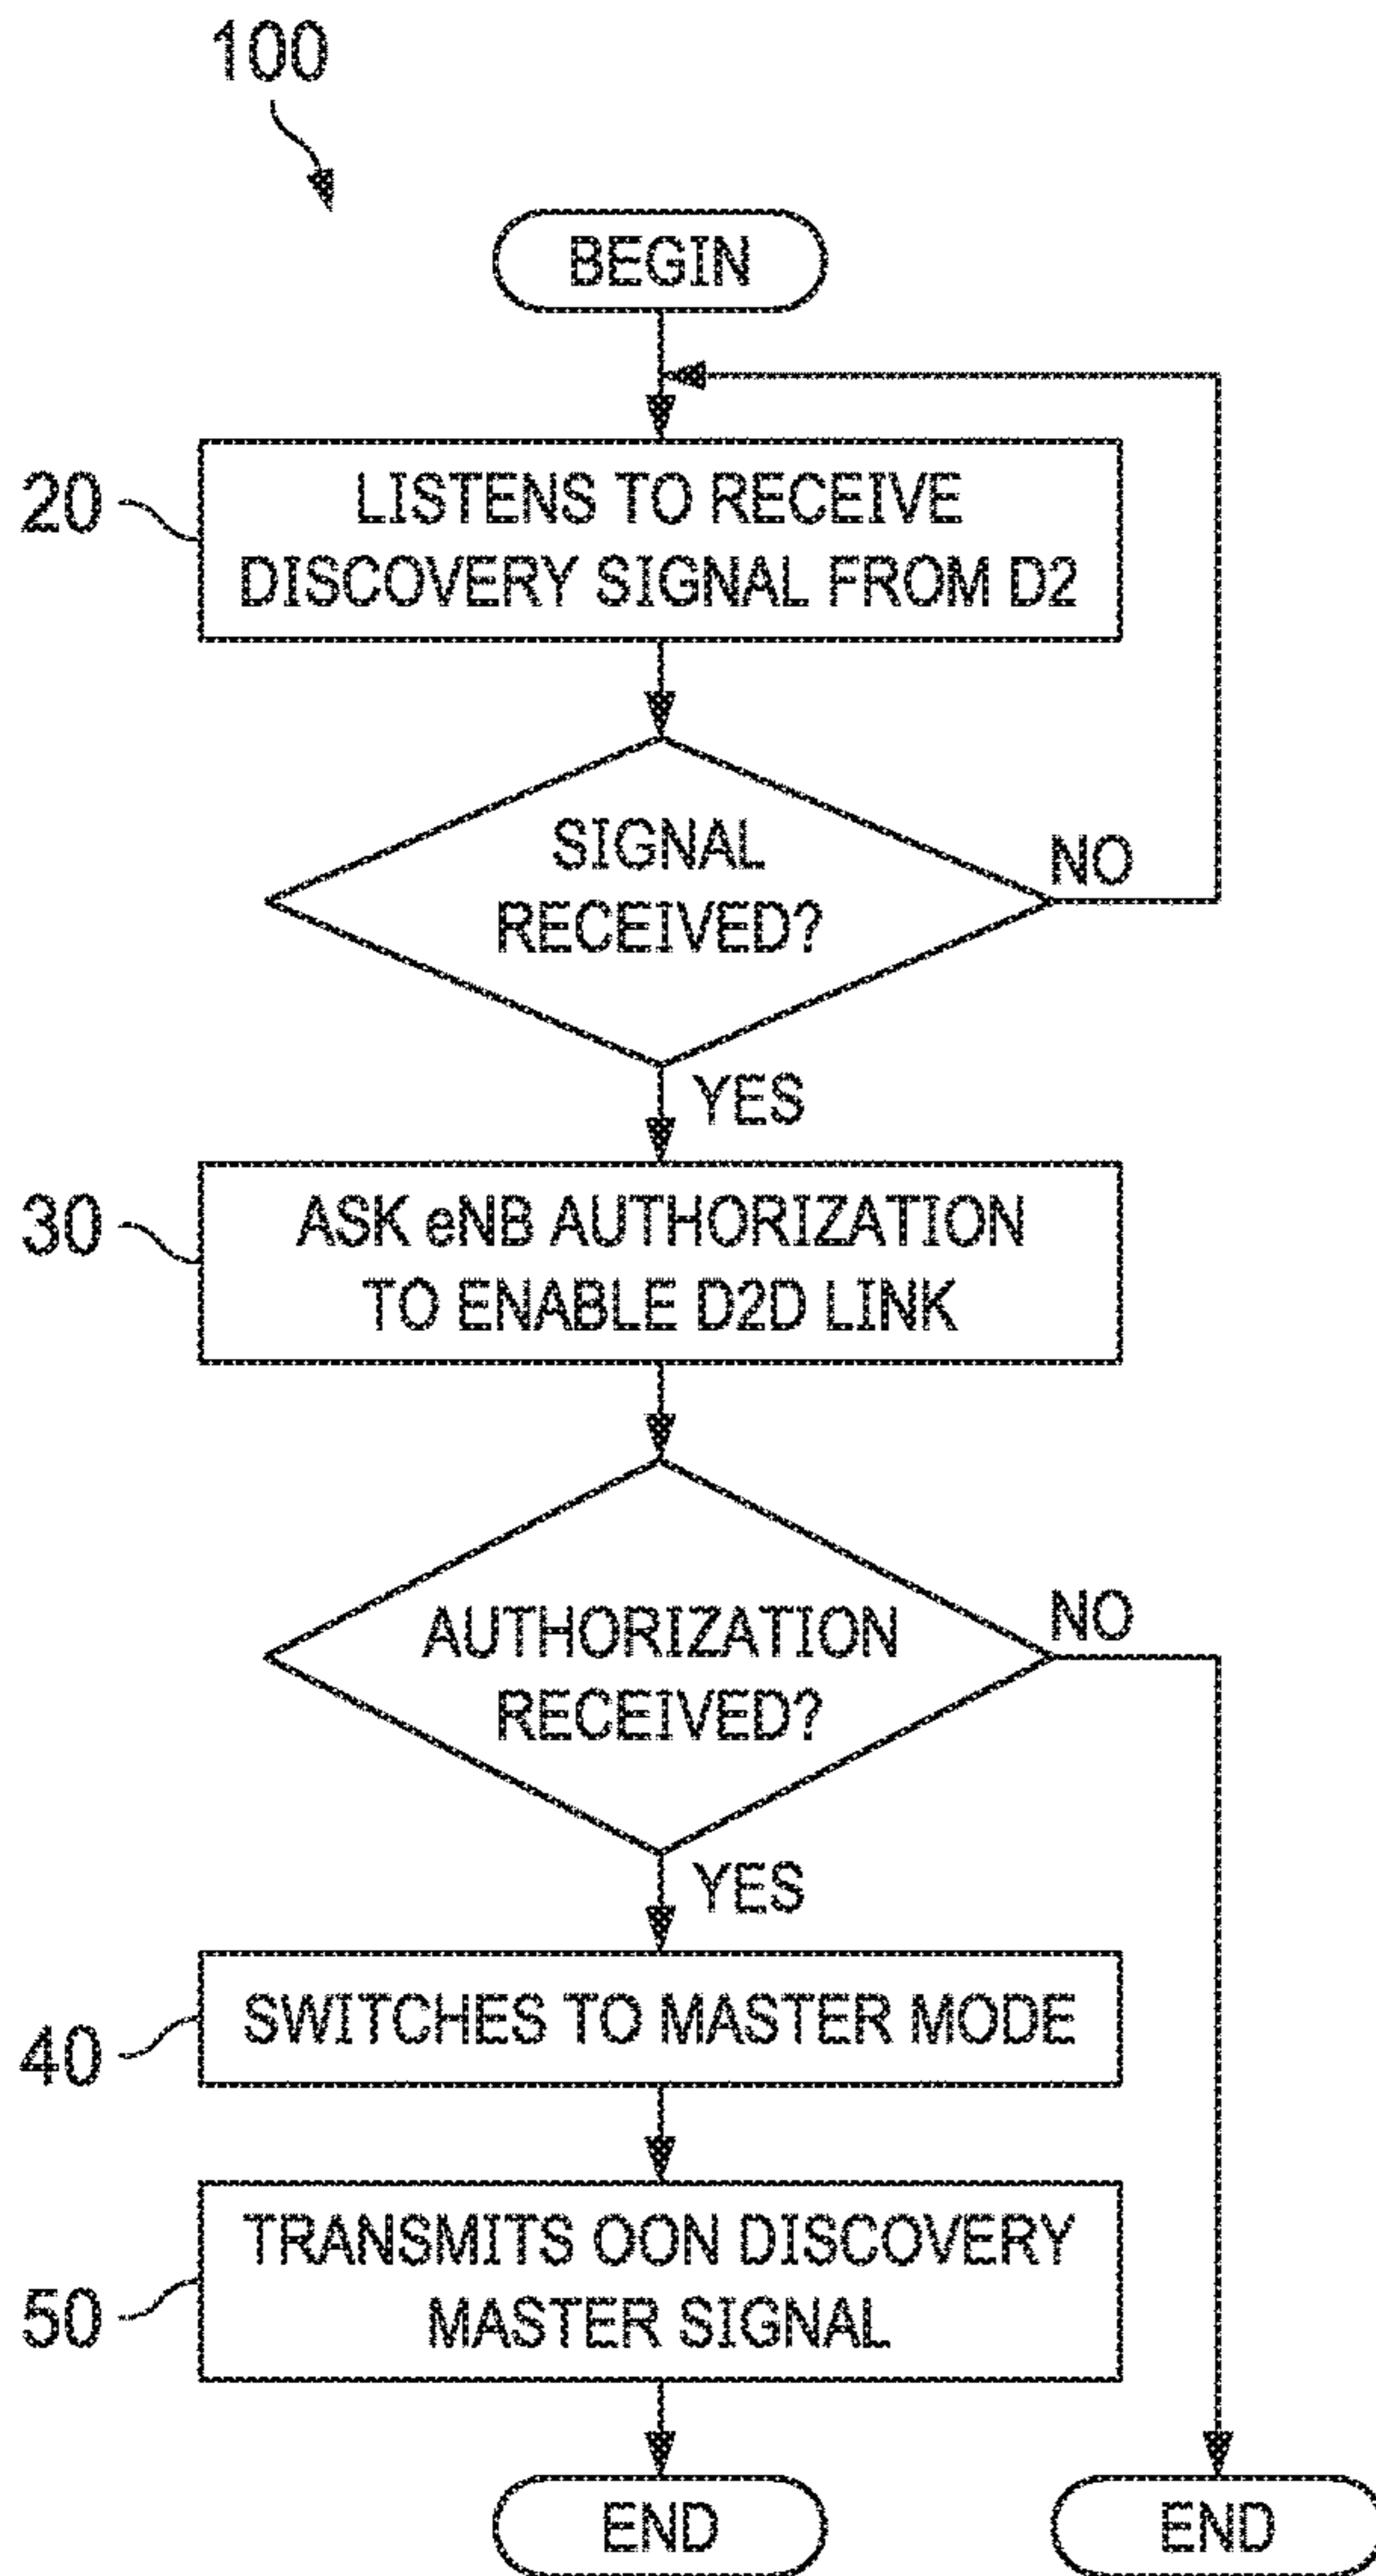 100
BEGIN
20
LISTENS TO RECEIVE
DISCOVERY SIGNAL FROM D2
SIGNAL
RECEIVED?
NO
YES
30
ASK eNB AUTHORIZATION
TO ENABLE D2D LINK
AUTHORIZATION
RECEIVED?
NO
YES
40
SWITCHES TO MASTER MODE
50
TRANSMITS OON DISCOVERY
MASTER SIGNAL
END
END